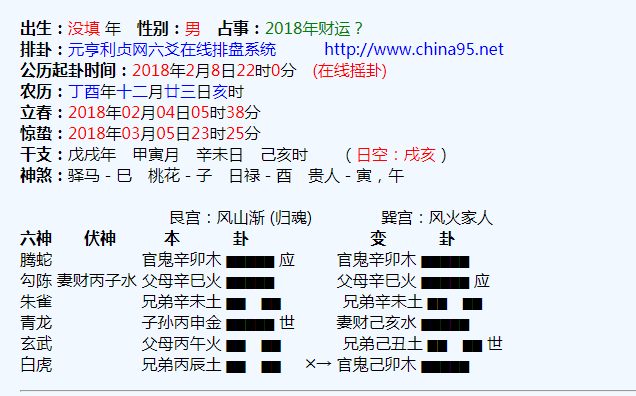 出生：没填 年　性别：男　占事：2018年财运？
排卦：元亨利贞网六爻在线排盘系统　　　http://www.china95.net
公历起卦时间：2018年2月8日22时0分　(在线摇卦)
农历：丁酉年十二月廿三日亥时
立春：2018年02月04日05时38分
惊蛰：2018年03月05日23时25分
干支：戊戌年　甲寅月　辛未日　己亥时　　（日空：戌亥）
神煞：驿马－巳　桃花－子　日禄－酉　贵人－寅，午
艮宫：风山渐 (归魂)　　　　巽宫：风火家人
六神　　伏神　　　本　　　　卦　　　　　变　　　　卦
腾蛇　　　　　　官鬼辛卯木 ▅▅▅▅▅ 应　　官鬼辛卯木 ▅▅▅▅▅
勾陈 妻财丙子水 父母辛巳火 ▅▅▅▅▅　　　父母辛巳火 ▅▅▅▅▅ 应
朱雀　　　　　　兄弟辛未土 ▅▅　▅▅　　　兄弟辛未土 ▅▅　▅▅
青龙　　　　　　子孙丙申金 ▅▅▅▅▅ 世　　妻财己亥水 ▅▅▅▅▅
玄武　　　　　　父母丙午火 ▅▅　▅▅　　　兄弟己丑土 ▅▅　▅▅ 世
白虎　　　　　　兄弟丙辰土 ▅▅　▅▅　×→ 官鬼己卯木 ▅▅▅▅▅